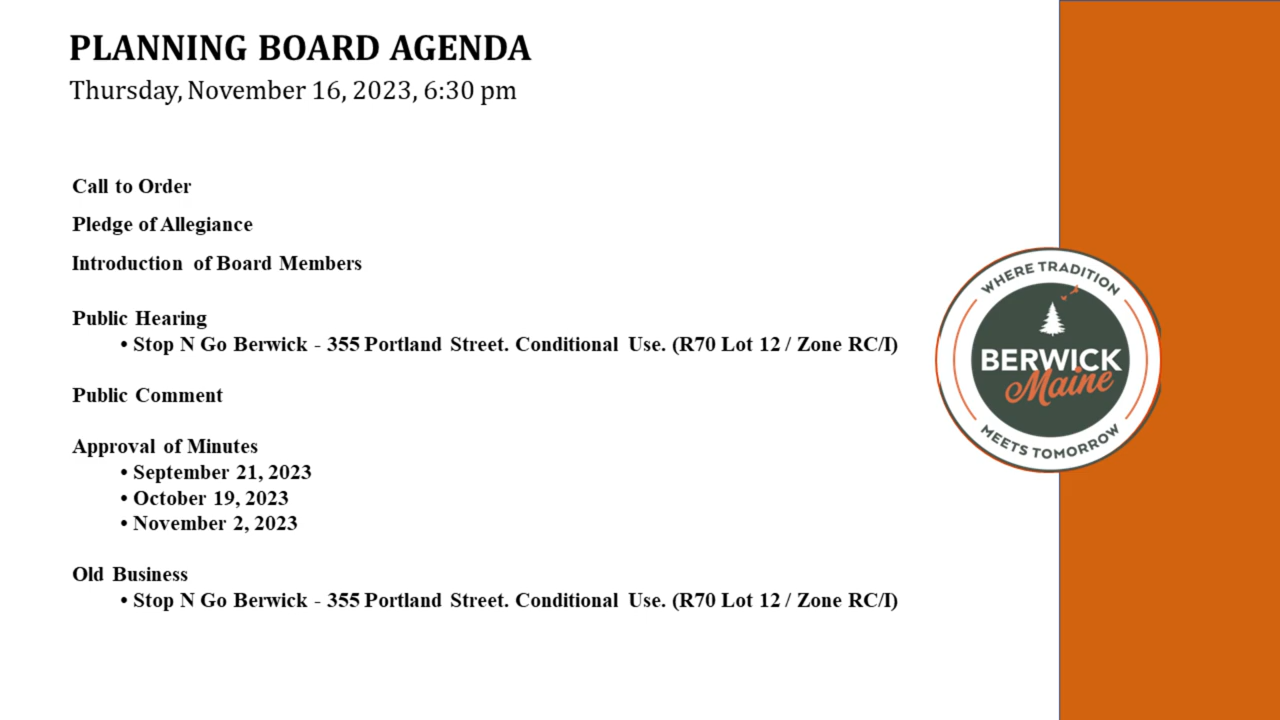 PLANNING BOARD AGENDA
Thursday, November 16, 2023, 6:30 pm
Call to Order
Pledge of Allegiance
Introduction of Board Members
Public Hearing
• Stop N Go Berwick - 355 Portland Street. Conditional Use. (R70 Lot 12 / Zone RC/I)
Public Comment
Approval of Minutes
• September 21, 2023
• October 19, 2023
• November 2, 2023
Old Business
• Stop N Go Berwick - 355 Portland Street. Conditional Use. (R70 Lot 12 / Zone RC/I)
WHERE TRADITION
BERWICK
Maine
MEETS TOMORROW